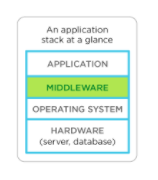 An application
stack at a glance
APPLICATION
MIDDLEWARE
OPERATING SYSTEM
HARDWARE
(server, database)